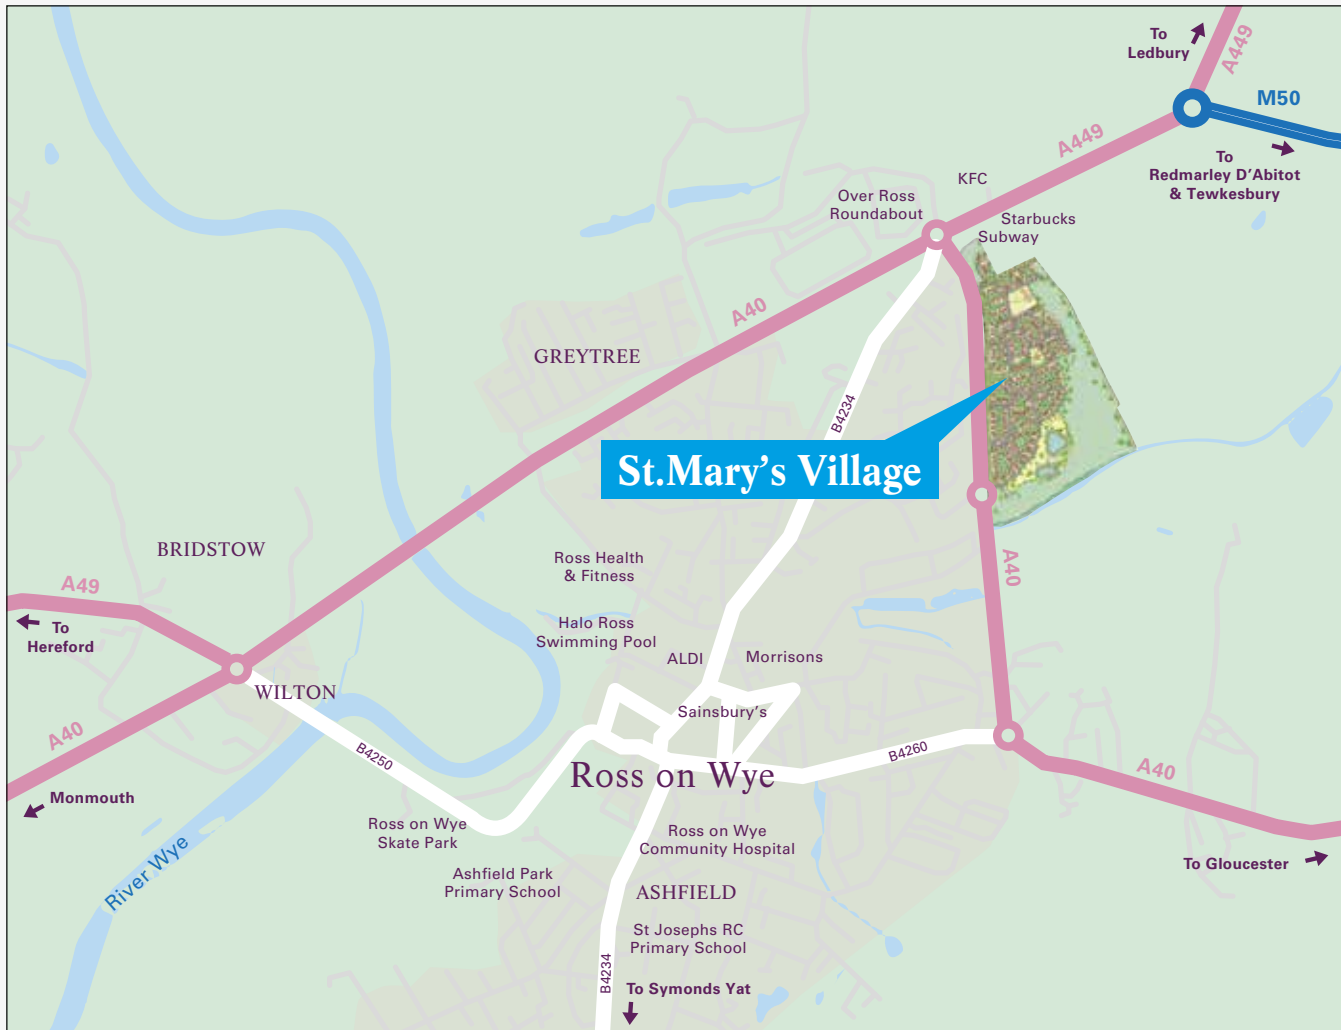 To
Ledbury
A449
M50
To
Redmarley D'Abitot
& Tewkesbury
A449
KFC
Over Ross
Roundabout
Starbucks
Subway
A40
GREYTREE
B4234
St.Mary's Village
BRIDSTOW
Ross Health
& Fitness
A40
A49
To
Hereford
Halo Ross
Swimming Pool
ALDI
Morrisons
WILTON
Sainsbury's
A40
B4250
B4260
Ross on Wye
A40
Monmouth
Ross on Wye
Skate Park
Ross on Wye
Community Hospital
To Gloucester
River Wye
Ashfield Park
Primary School
ASHFIELD
St Josephs RC
Primary School
B4234
To Symonds Yat